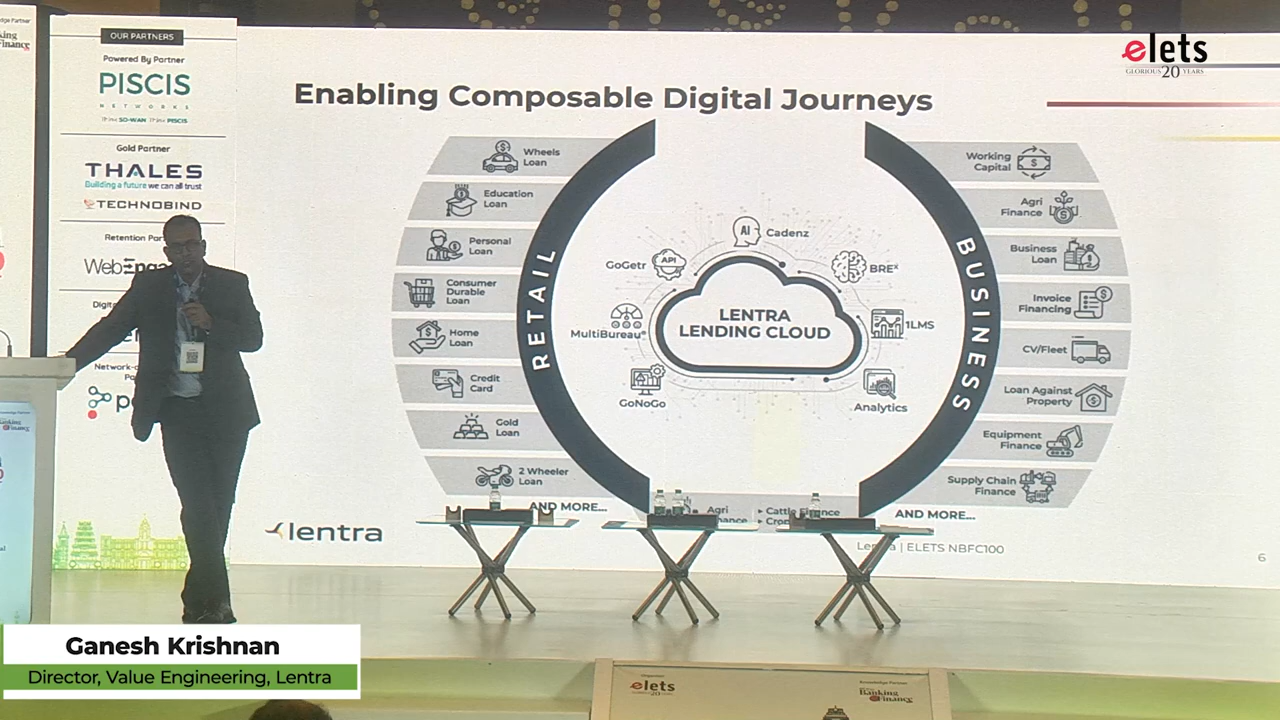 OUR PARTNERS
Powered By Partner
PISCIS
NETWORKS
Gold Partner
THALES
Building a future we can all trust
TECHNOBIND
elets
GLORIOUS 20 YEARS
Enabling Composable Digital Journeys
Wheels
Loan
Education
Loan
Personal
Loan
Consumer
Durable
Loan
Home
Loan
Credit
Card
Gold
Loan
2 Wheeler
Loan
AND MORE...
RETAIL
AI
Cadenz
API
GoGetr
BREˣ
MultiBureau®
LENTRA
LENDING CLOUD
1LMS
GoNoGo
Analytics
BUSINESS
Working
Capital
Agri
Finance
Business
Loan
Invoice
Financing
CV/Fleet
Loan Against
Property
Equipment
Finance
Supply Chain
Finance
AND MORE...
Agri
Cattle
lentra
ELETS NBFC100
6
Ganesh Krishnan
Director, Value Engineering, Lentra
elets
Knowledge Partner
Banking
Finance